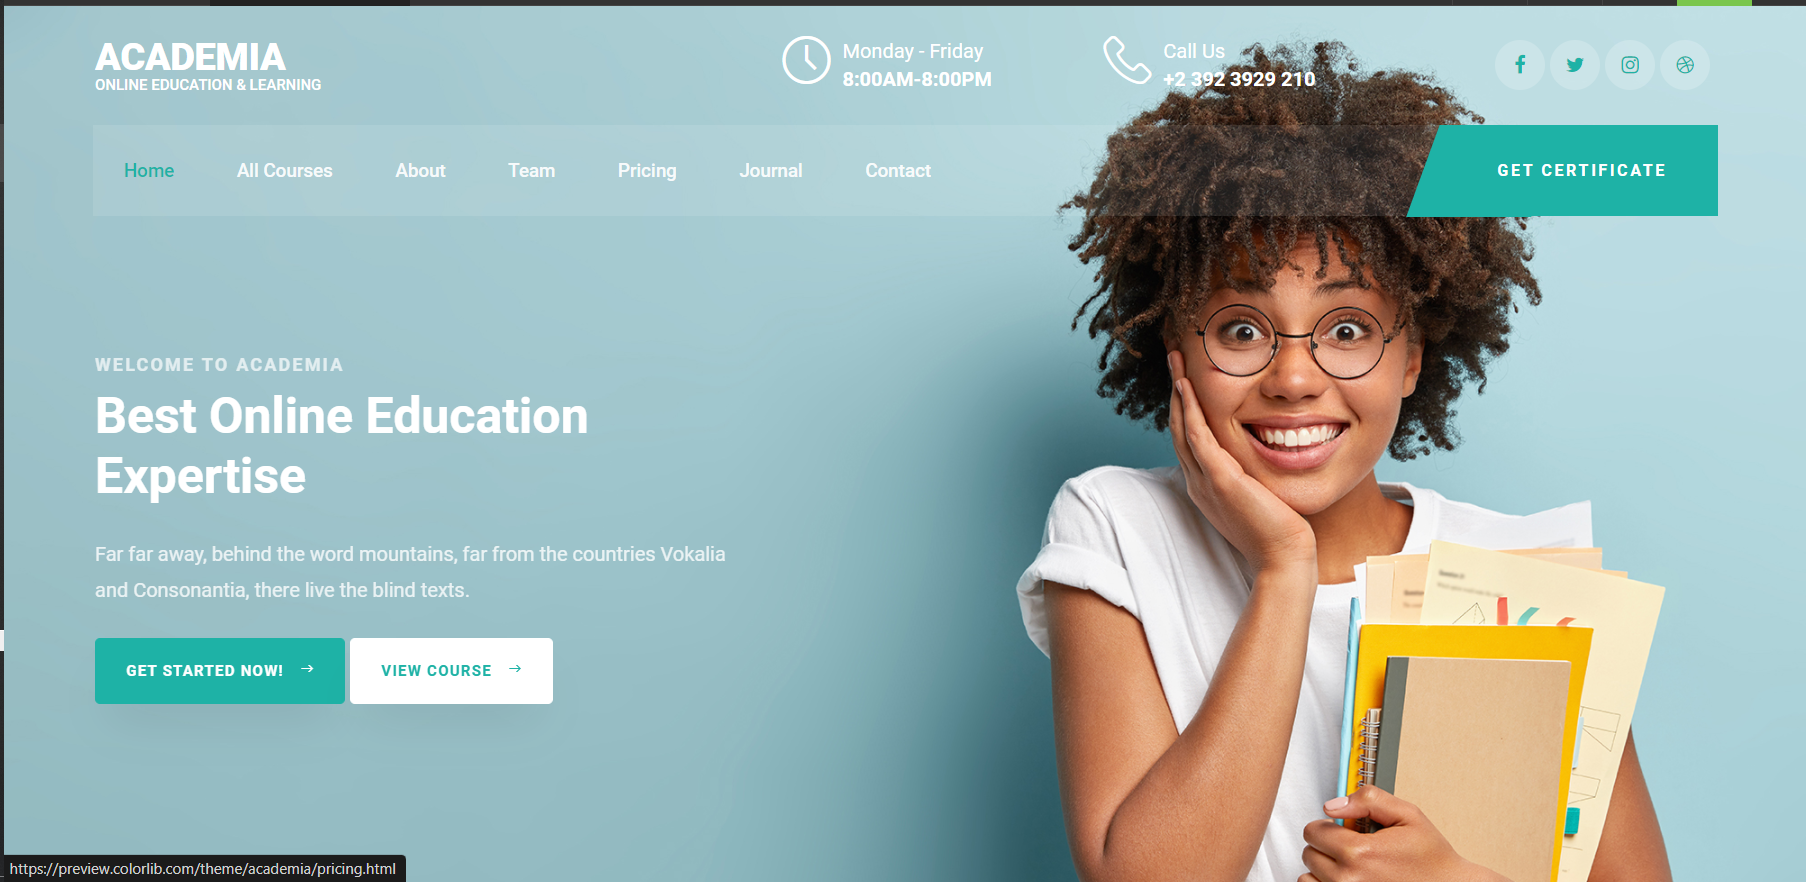 ACADEMIA
ONLINE EDUCATION & LEARNING
Monday - Friday
8:00AM-8:00PM
Call Us
+2 392 3929 210
Home All Courses About Team Pricing Journal Contact
GET CERTIFICATE
WELCOME TO ACADEMIA
Best Online Education
Expertise
Far far away, behind the word mountains, far from the countries Vokalia
and Consonantia, there live the blind texts.
GET STARTED NOW! →
VIEW COURSE →
https://preview.colorlib.com/theme/academia/pricing.html